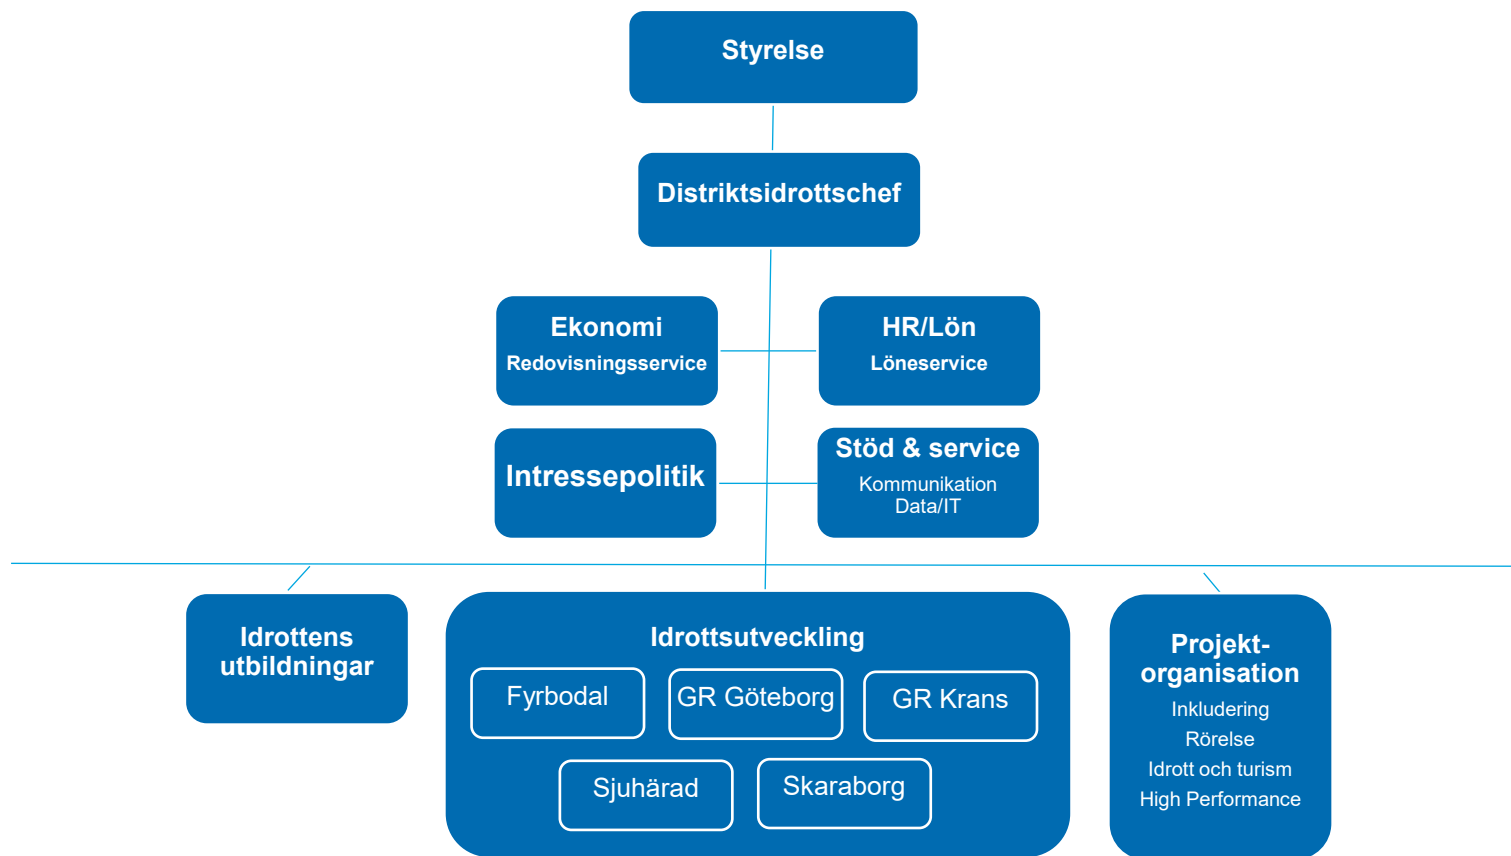 Styrelse
Distriktsidrottschef
Ekonomi
Redovisningsservice
HR/Lön
Löneservice
Intressepolitik
Stöd & service
Kommunikation
Data/IT
Idrottens
utbildningar
Idrottsutveckling
Fyrbodal
GR Göteborg
GR Krans
Sjuhärad
Skaraborg
Projekt-
organisation
Inkludering
Rörelse
Idrott och turism
High Performance